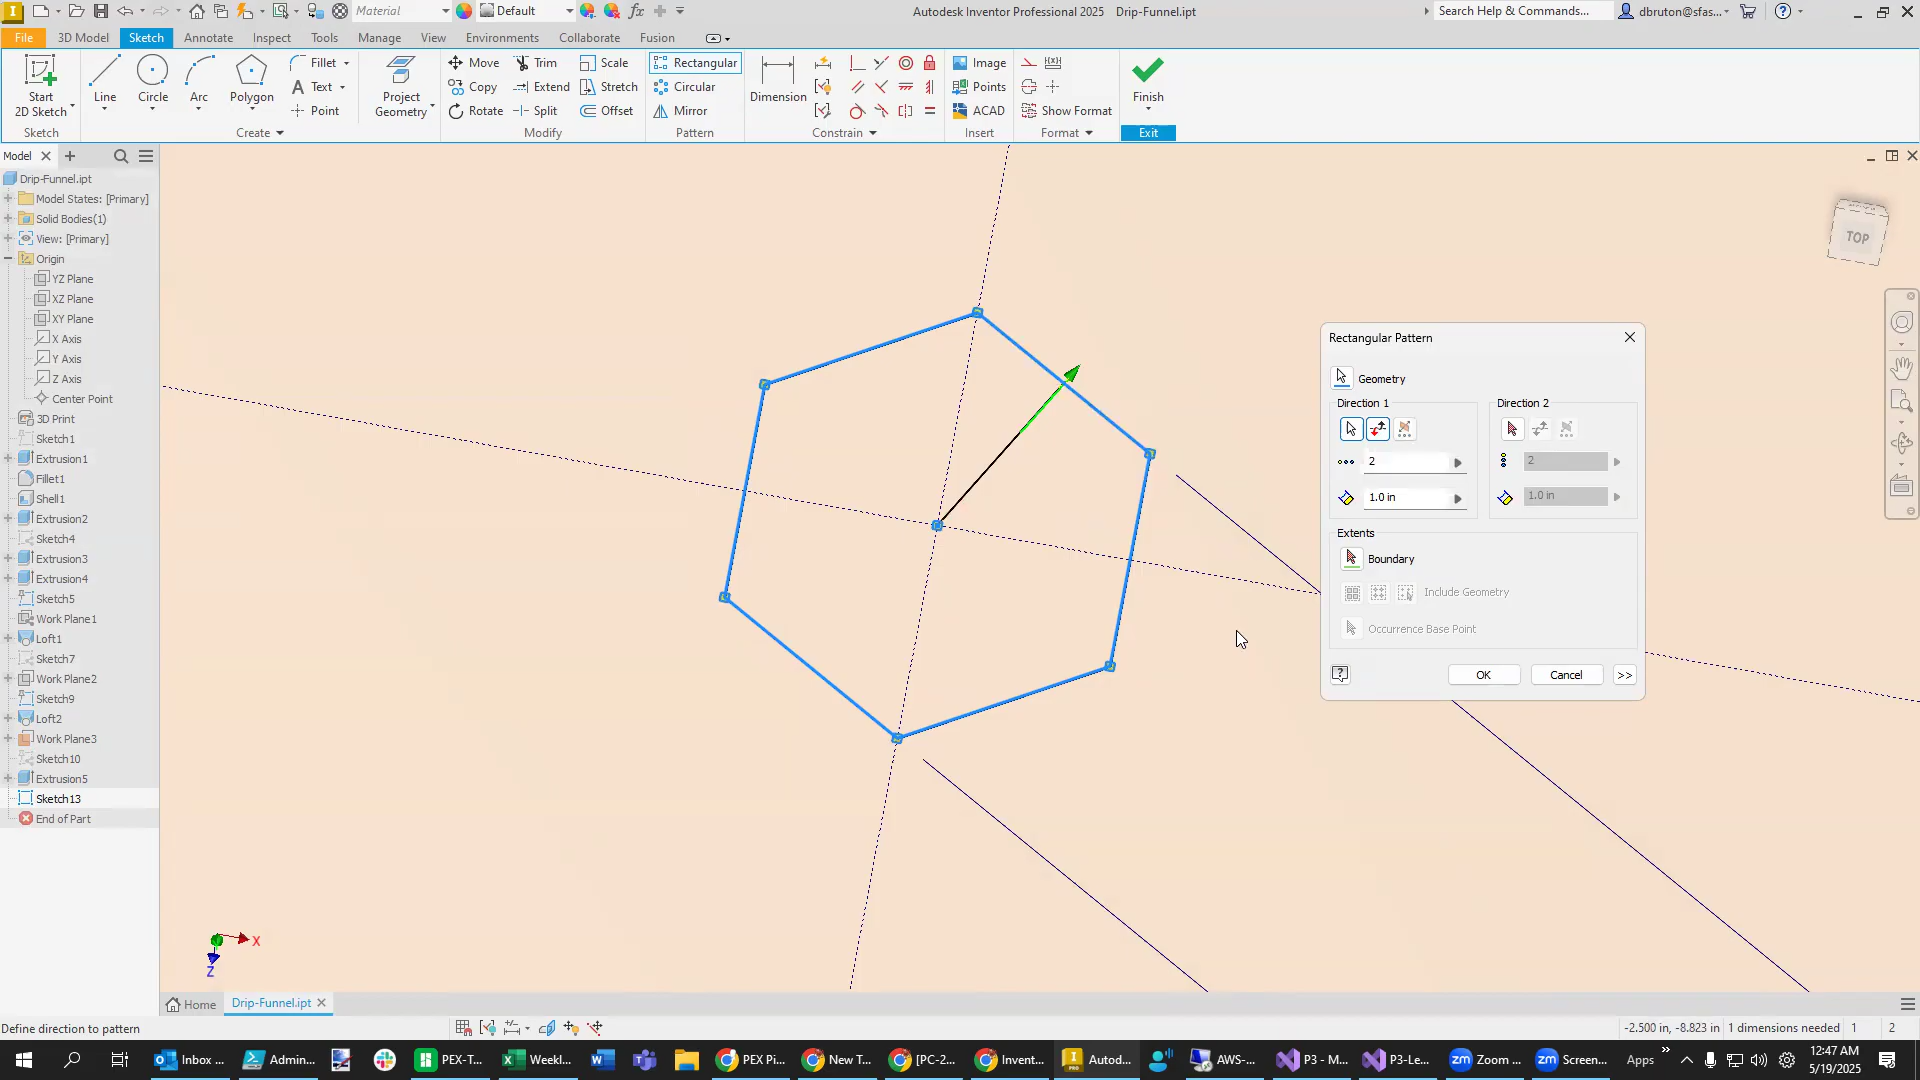 Material
Default
Autodesk Inventor Professional 2025 Drip-Funnel.ipt
Search Help & Commands...
dbruton@sfas...
File 3D Model Sketch Annotate Inspect Tools Manage View Environments Collaborate Fusion
Start
2D Sketch
Line
Circle
Arc
Polygon
Fillet
Text
Point
Project
Geometry
Move
Copy
Rotate
Trim
Extend
Split
Scale
Stretch
Offset
Rectangular
Circular
Mirror
Dimension
Image
Points
ACAD
Show Format
Finish
Sketch Create Modify Pattern Constrain Insert Format Exit
Model
Drip-Funnel.ipt
Model States: [Primary]
Solid Bodies(1)
View: [Primary]
Origin
YZ Plane
XZ Plane
XY Plane
X Axis
Y Axis
Z Axis
Center Point
3D Print
Sketch1
Extrusion1
Fillet1
Shell1
Extrusion2
Sketch4
Extrusion3
Extrusion4
Sketch5
Work Plane1
Loft1
Sketch7
Work Plane2
Sketch9
Loft2
Work Plane3
Sketch10
Extrusion5
Sketch13
End of Part
TOP
Rectangular Pattern
Geometry
Direction 1 Direction 2
2 2
1.0 in 1.0 in
Extents
Boundary
Include Geometry
Occurrence Base Point
OK Cancel >>
X
Z
Home Drip-Funnel.ipt
Define direction to pattern
-2.500 in, -8.823 in 1 dimensions needed 1 2
Inbox ... Admin... PEX-T... Weekl... PEX Pi... New T... [PC-2... Invent... Autod... AWS-... P3 - M... P3-Le... Zoom ... Screen... Apps
12:47 AM
5/19/2025